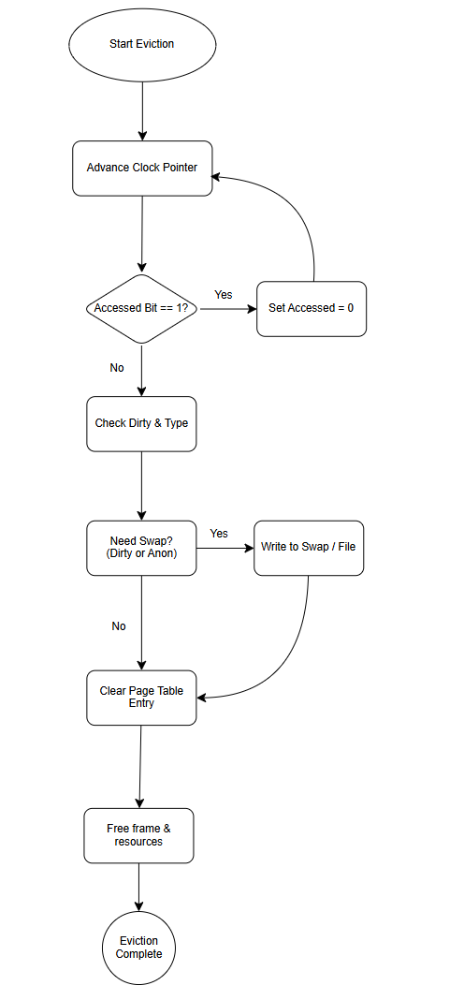 Start Eviction
Advance Clock Pointer
Accessed Bit == 1?
Yes
Set Accessed = 0
No
Check Dirty & Type
Need Swap?
(Dirty or Anon)
Yes
Write to Swap / File
No
Clear Page Table
Entry
Free frame &
resources
Eviction
Complete